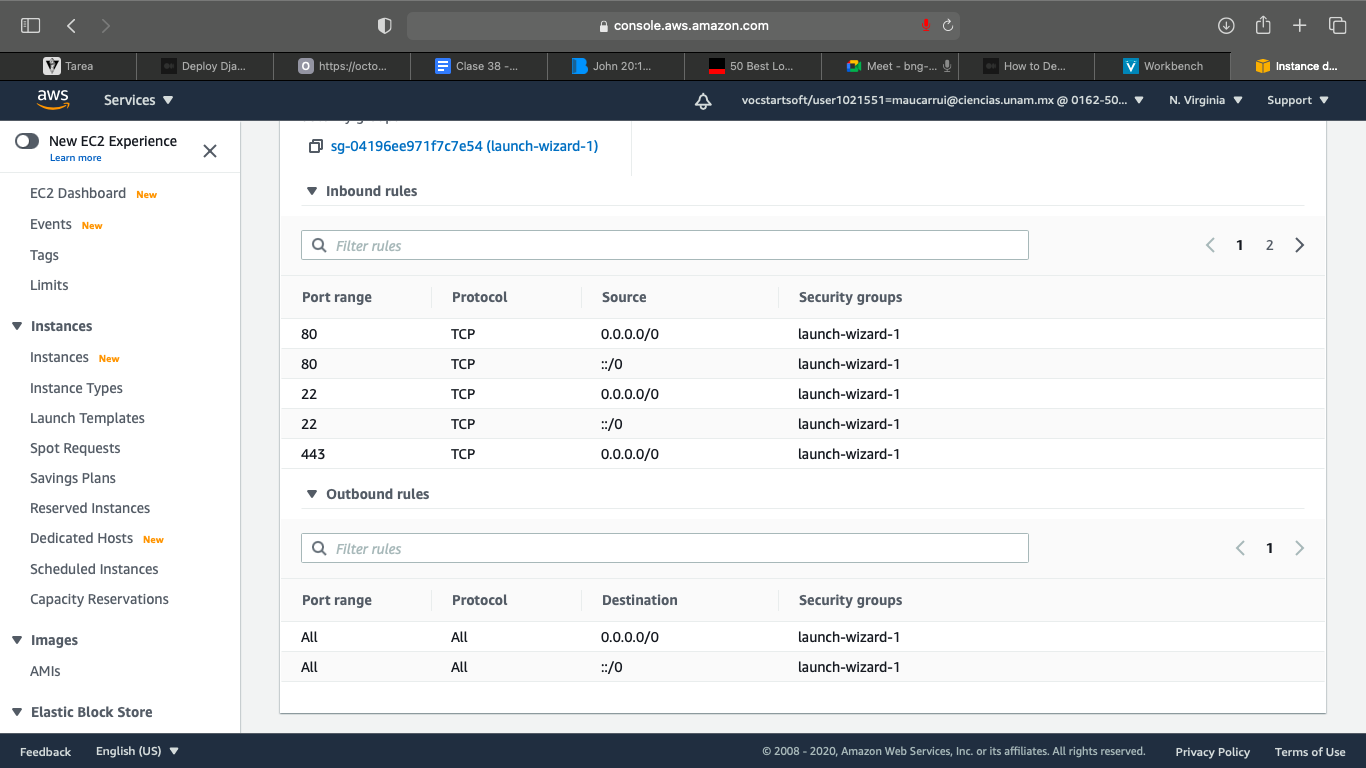 console.aws.amazon.com
Tarea
Deploy Dja...
https://octo...
Clase 38 -...
John 20:1...
50 Best Lo...
Meet - bng-...
How to De...
Workbench
Instance d...
aws
Services
vocstartsoft/user1021551=maucarrui@ciencias.unam.mx @ 0162-50...
N. Virginia
Support
New EC2 Experience
Learn more
EC2 Dashboard New
Events New
Tags
Limits
Instances
Instances New
Instance Types
Launch Templates
Spot Requests
Savings Plans
Reserved Instances
Dedicated Hosts New
Scheduled Instances
Capacity Reservations
Images
AMIs
Elastic Block Store
sg-04196ee971f7c7e54 (launch-wizard-1)
Inbound rules
Filter rules
1 2
Port range Protocol Source Security groups
80 TCP 0.0.0.0/0 launch-wizard-1
80 TCP ::/0 launch-wizard-1
22 TCP 0.0.0.0/0 launch-wizard-1
22 TCP ::/0 launch-wizard-1
443 TCP 0.0.0.0/0 launch-wizard-1
Outbound rules
Filter rules
1
Port range Protocol Destination Security groups
All All 0.0.0.0/0 launch-wizard-1
All All ::/0 launch-wizard-1
Feedback
English (US)
© 2008 - 2020, Amazon Web Services, Inc. or its affiliates. All rights reserved.
Privacy Policy
Terms of Use